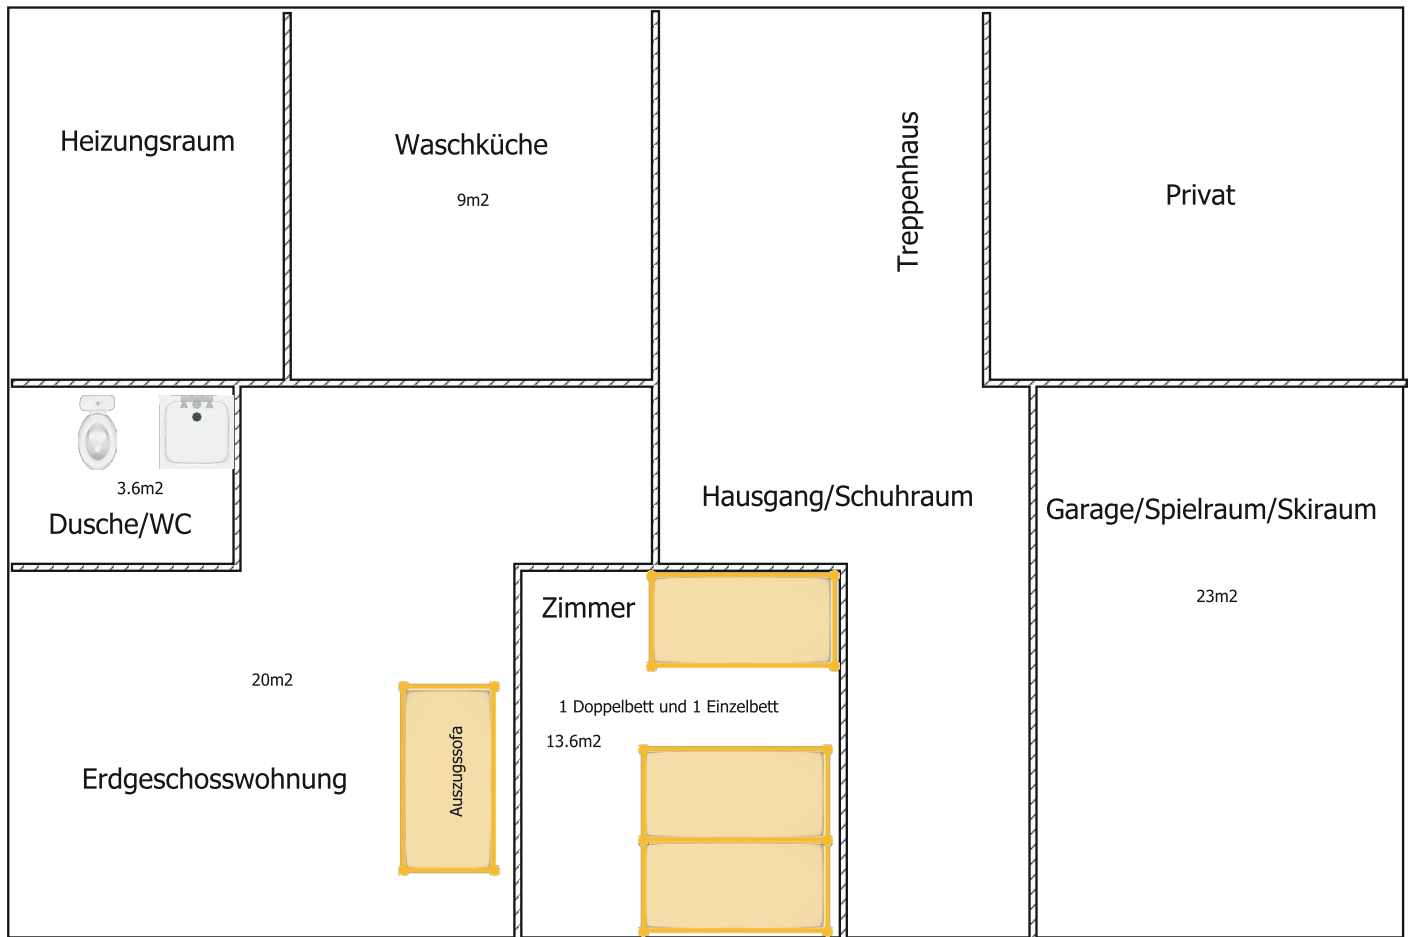 Heizungsraum
Waschküche
9m2
Treppenhaus
Privat
3.6m2
Dusche/WC
Hausgang/Schuhraum
Garage/Spielraum/Skiraum
23m2
Zimmer
20m2
1 Doppelbett und 1 Einzelbett
13.6m2
Auszugssofa
Erdgeschosswohnung